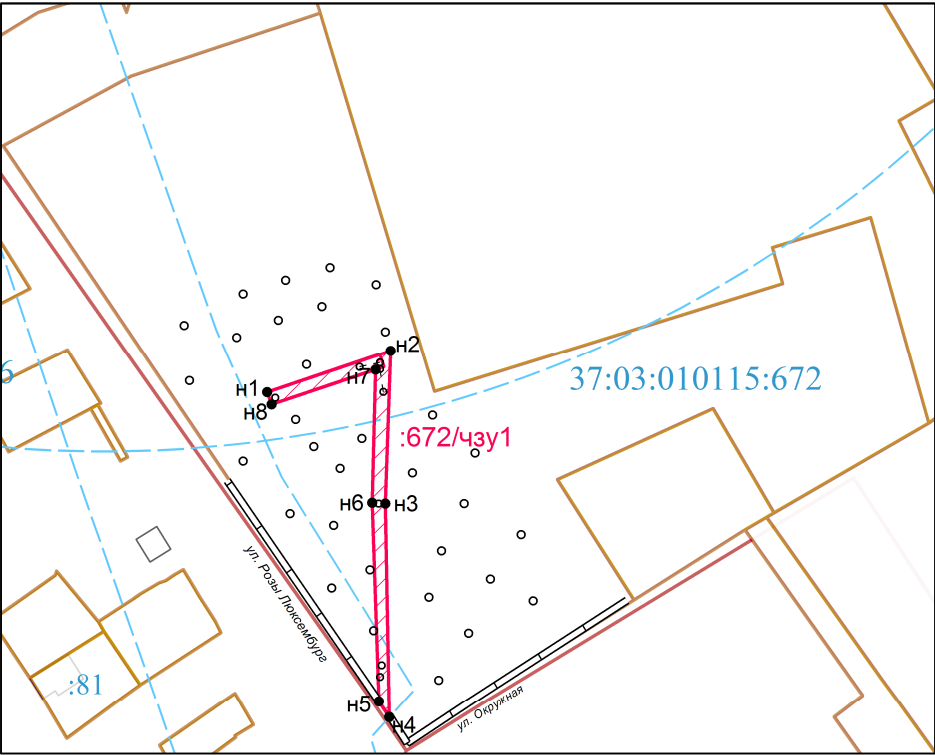 н2
н7
6
н1
37:03:010115:672
н8
:672/чзу1
н6
н3
ул. Розы Люксембург
:81
н5
н4
ул. Окружная